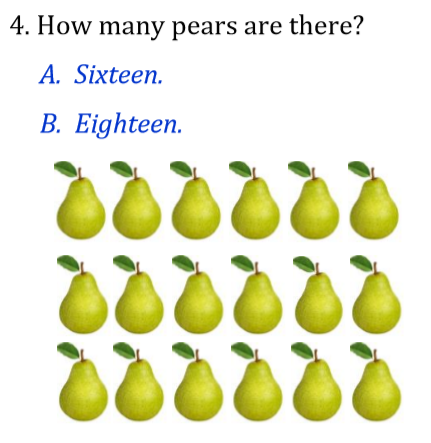 4. How many pears are there?
A. Sixteen.
B. Eighteen.